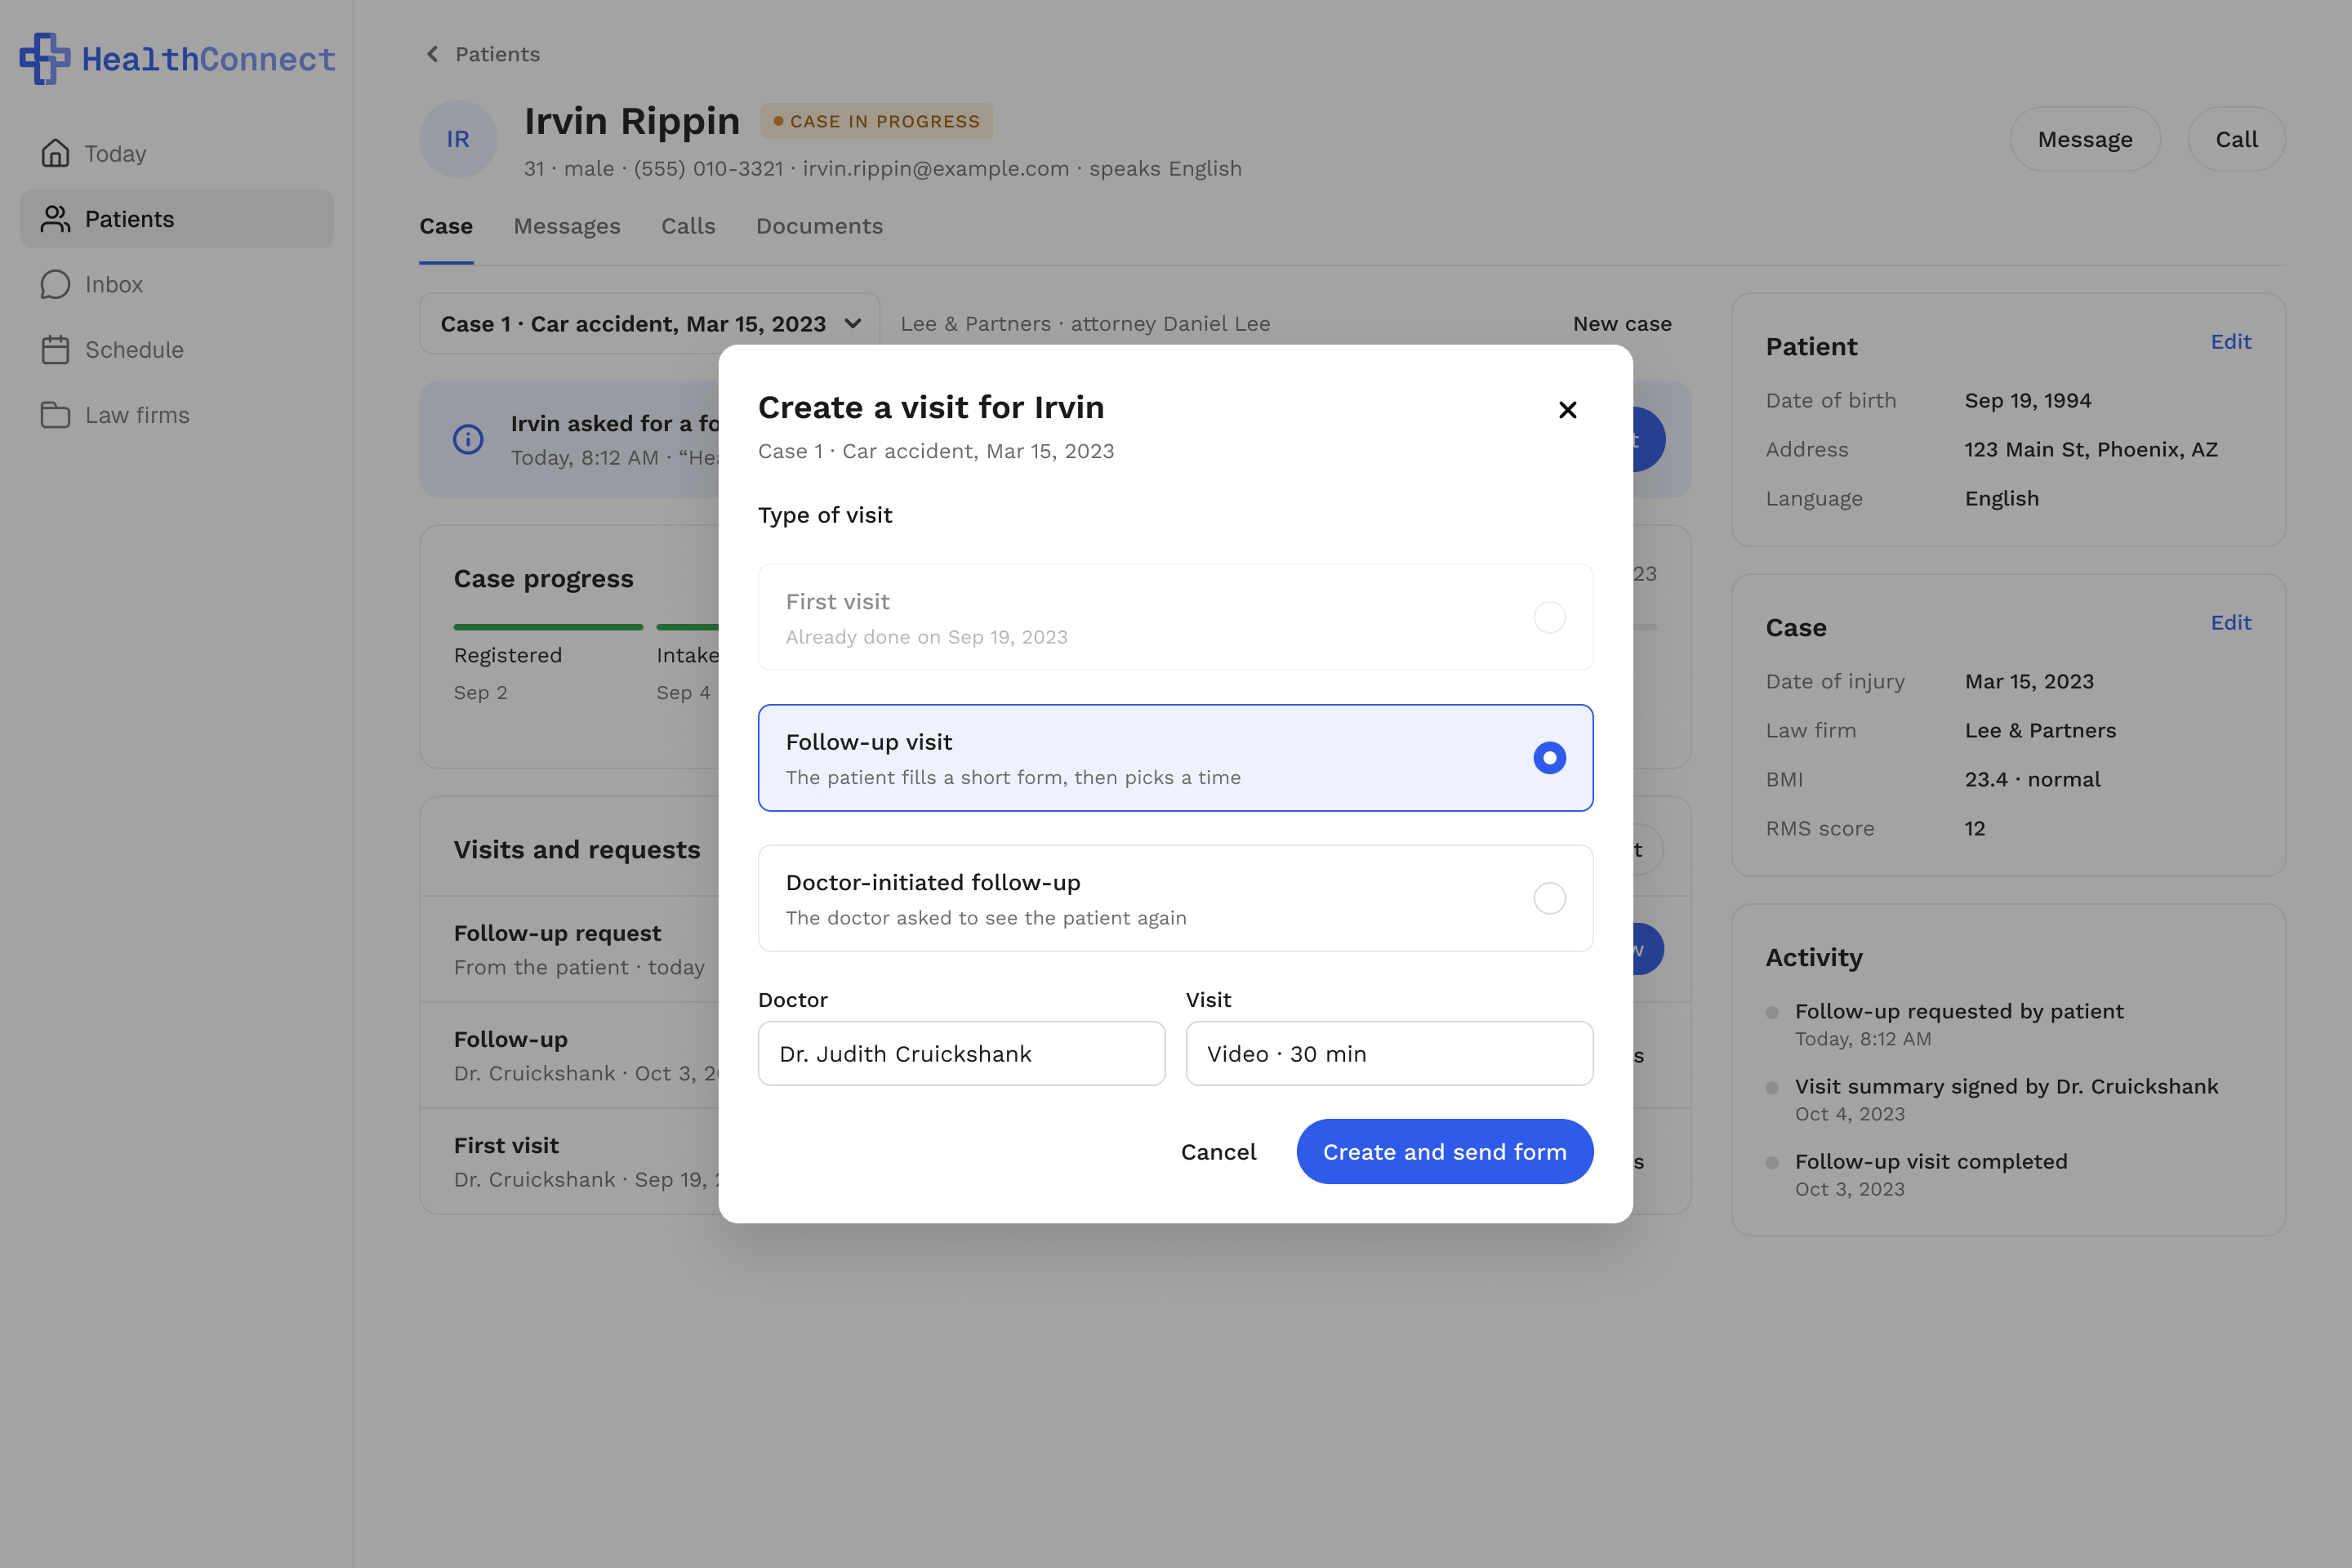 HealthConnect
Today
Patients
Inbox
Schedule
Law firms
Patients
IR
Irvin Rippin
CASE IN PROGRESS
31 · male · (555) 010-3321 · irvin.rippin@example.com · speaks English
Message
Call
Case
Messages
Calls
Documents
Case 1 · Car accident, Mar 15, 2023
Lee & Partners · attorney Daniel Lee
New case
Irvin asked for a fo
Today, 8:12 AM · “Hea
t
Case progress
23
Registered
Sep 2
Intake
Sep 4
Visits and requests
t
Follow-up request
From the patient · today
w
Follow-up
Dr. Cruickshank · Oct 3, 2
s
First visit
Dr. Cruickshank · Sep 19,
s
Create a visit for Irvin
Case 1 · Car accident, Mar 15, 2023
Type of visit
First visit
Already done on Sep 19, 2023
Follow-up visit
The patient fills a short form, then picks a time
Doctor-initiated follow-up
The doctor asked to see the patient again
Doctor
Visit
Dr. Judith Cruickshank
Video · 30 min
Cancel
Create and send form
Patient
Edit
Date of birth
Sep 19, 1994
Address
123 Main St, Phoenix, AZ
Language
English
Case
Edit
Date of injury
Mar 15, 2023
Law firm
Lee & Partners
BMI
23.4 · normal
RMS score
12
Activity
Follow-up requested by patient
Today, 8:12 AM
Visit summary signed by Dr. Cruickshank
Oct 4, 2023
Follow-up visit completed
Oct 3, 2023